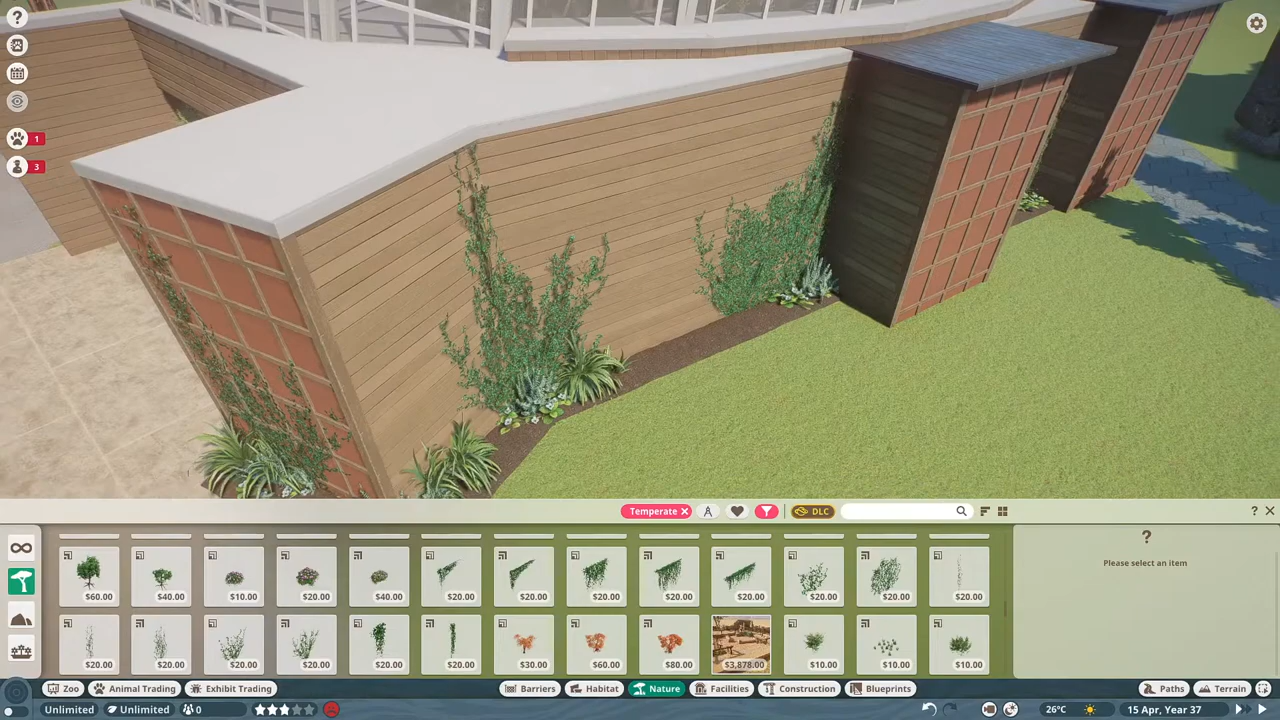 ?
1
3
Temperate ✕
DLC
? ✕
$60.00 $40.00 $10.00 $20.00 $40.00 $20.00 $20.00 $20.00 $20.00 $20.00 $20.00 $20.00 $20.00
?
Please select an item
$20.00 $20.00 $20.00 $20.00 $20.00 $20.00 $30.00 $60.00 $80.00 $3,878.00 $10.00 $10.00 $10.00
Zoo Animal Trading Exhibit Trading Barriers Habitat Nature Facilities Construction Blueprints Paths Terrain
Unlimited Unlimited 0 26°C 15 Apr, Year 37